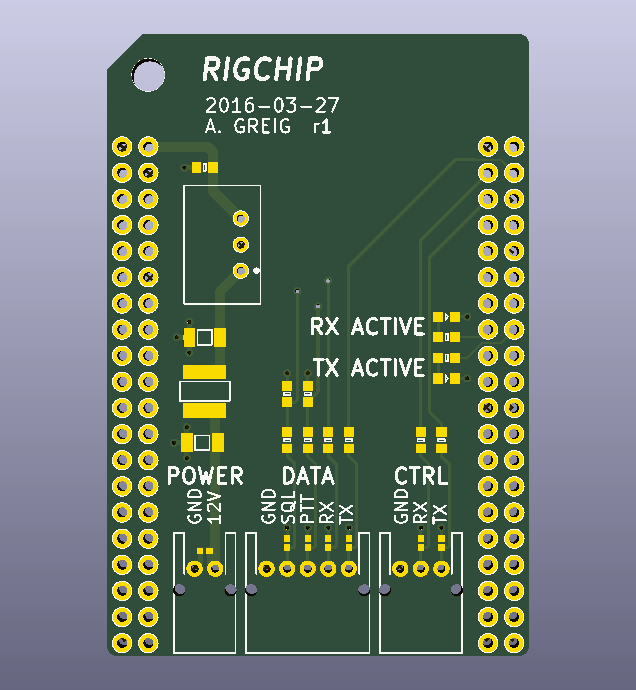 RIGCHIP
2016-03-27
A. GREIG r1
RX ACTIVE
TX ACTIVE
POWER
DATA
CTRL
GND
12V
GND
SQL
PTT
RX
TX
GND
RX
TX